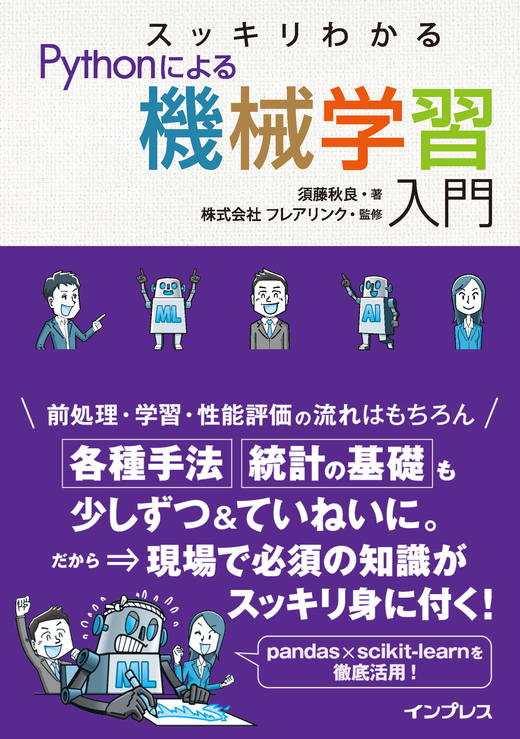 スッキリわかる
Pythonによる
機械学習
入門
須藤秋良・著
株式会社 フレアリンク・監修
ML
AI
前処理・学習・性能評価の流れはもちろん
各種手法 統計の基礎も
少しずつ&ていねいに。
だから⇒現場で必須の知識が
スッキリ身に付く!
ML
pandas×scikit-learnを
徹底活用!
インプレス